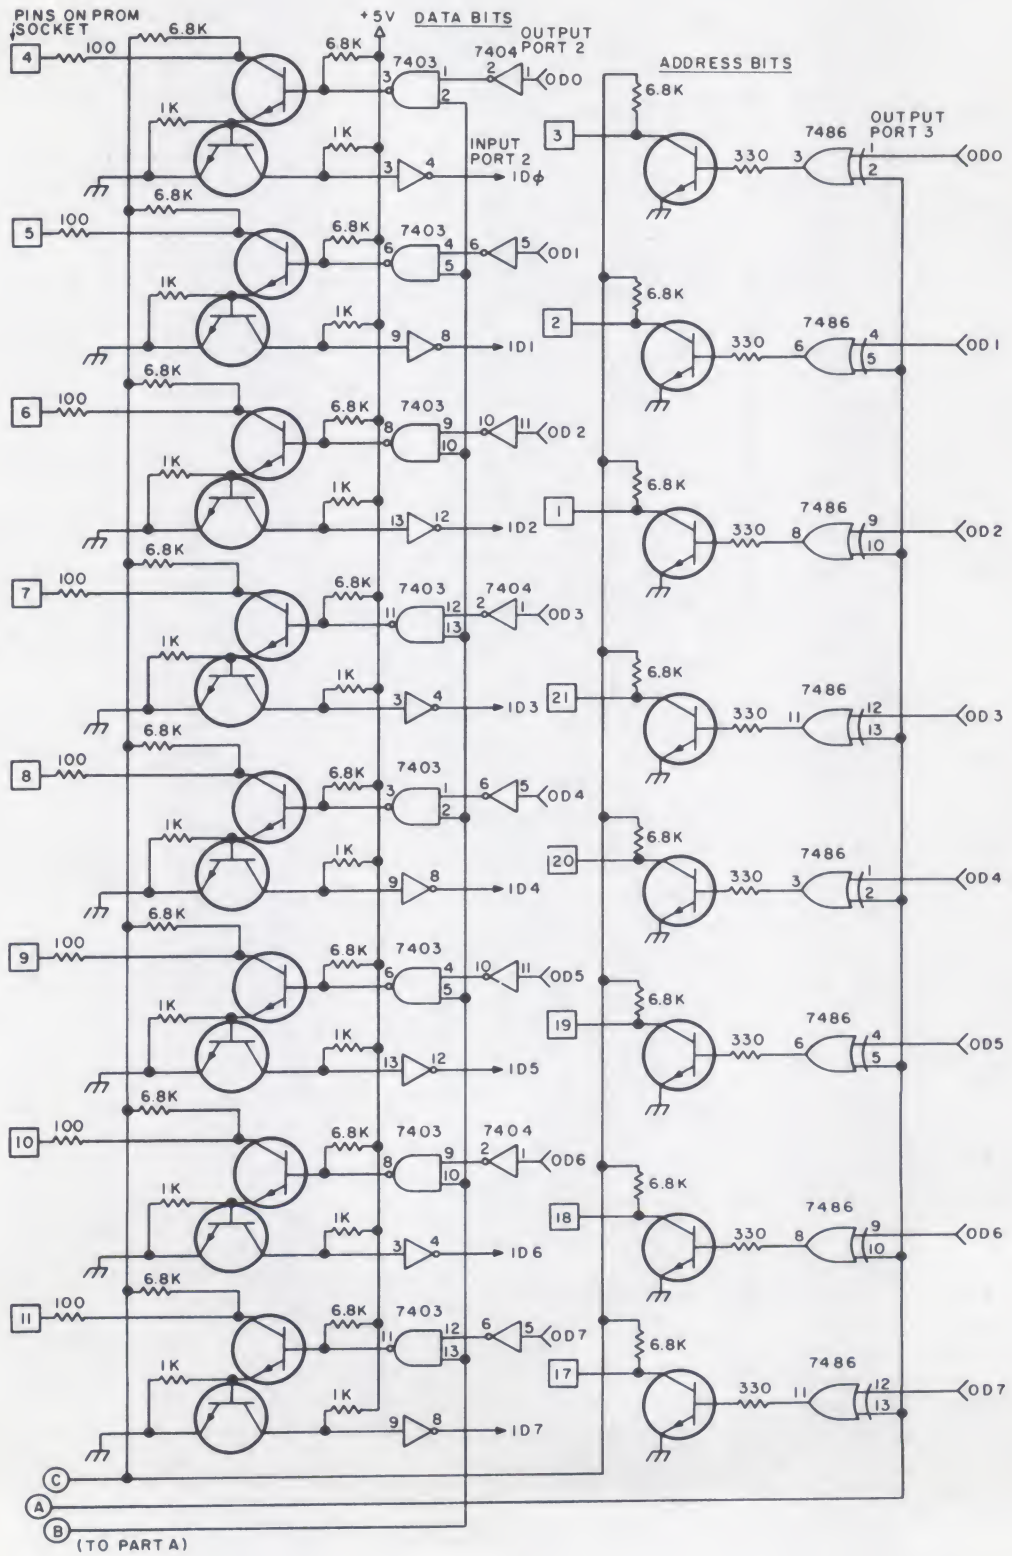 PINS ON PROM
SOCKET
+5V
DATA BITS
OUTPUT
PORT 2
ADDRESS BITS
OUTPUT
PORT 3
INPUT
PORT 2
4
100
6.8K
1K
6.8K
1K
7403
3
1
2
7404
2
1
OD0
3
4
IDϕ
5
100
6.8K
1K
6.8K
1K
7403
6
4
5
6
5
OD1
9
8
ID1
6
100
6.8K
1K
6.8K
1K
7403
8
9
10
10
11
OD2
13
12
ID2
7
100
6.8K
1K
6.8K
1K
7403
11
12
13
7404
2
1
OD3
3
4
ID3
8
100
6.8K
1K
6.8K
1K
7403
3
1
2
6
5
OD4
9
8
ID4
9
100
6.8K
1K
6.8K
1K
7403
6
4
5
10
11
OD5
13
12
ID5
10
100
6.8K
1K
6.8K
1K
7403
8
9
10
7404
2
1
OD6
3
4
ID6
11
100
6.8K
1K
6.8K
1K
7403
11
12
13
6
5
OD7
9
8
ID7
3
6.8K
330
7486
3
1
2
OD0
2
6.8K
330
7486
6
4
5
OD1
1
6.8K
330
7486
8
9
10
OD2
21
6.8K
330
7486
11
12
13
OD3
20
6.8K
330
7486
3
1
2
OD4
19
6.8K
330
7486
6
4
5
OD5
18
6.8K
330
7486
8
9
10
OD6
17
6.8K
330
7486
11
12
13
OD7
C
A
B
(TO PART A)